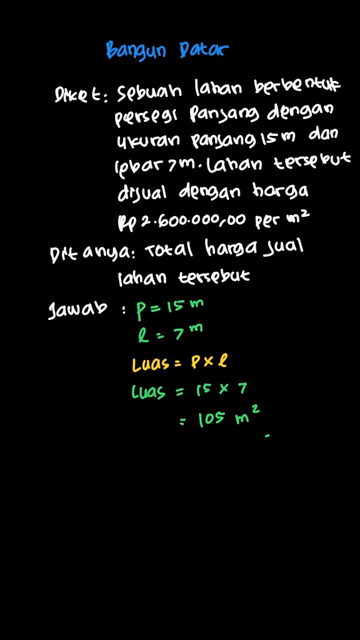 Bangun Datar
Diket: Sebuah lahan berbentuk
persegi panjang dengan
ukuran panjang 15 m dan
lebar 7 m. Lahan tersebut
dijual dengan harga
Rp 2.600.000,00 per m²
Ditanya: Total harga jual
lahan tersebut
Jawab : p = 15 m
l = 7 m
Luas = p x l
Luas = 15 x 7
= 105 m²